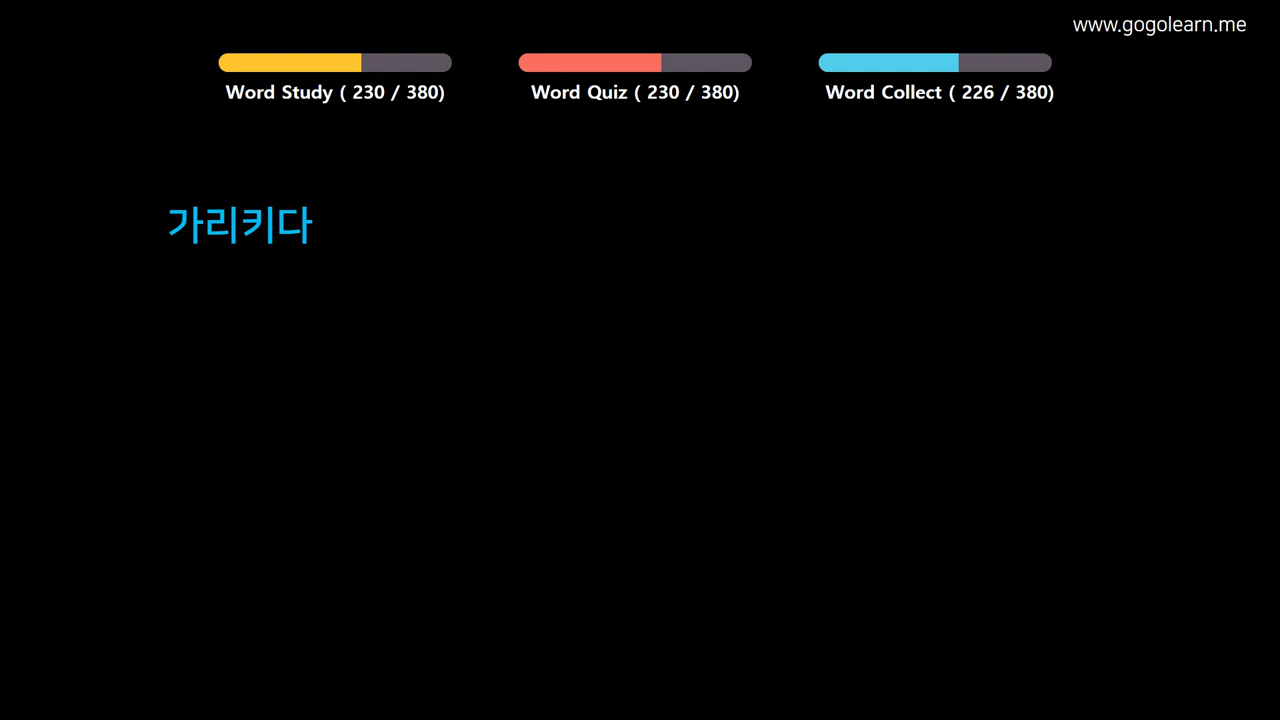 www.gogolearn.me
Word Study ( 230 / 380)
Word Quiz ( 230 / 380)
Word Collect ( 226 / 380)
가리키다